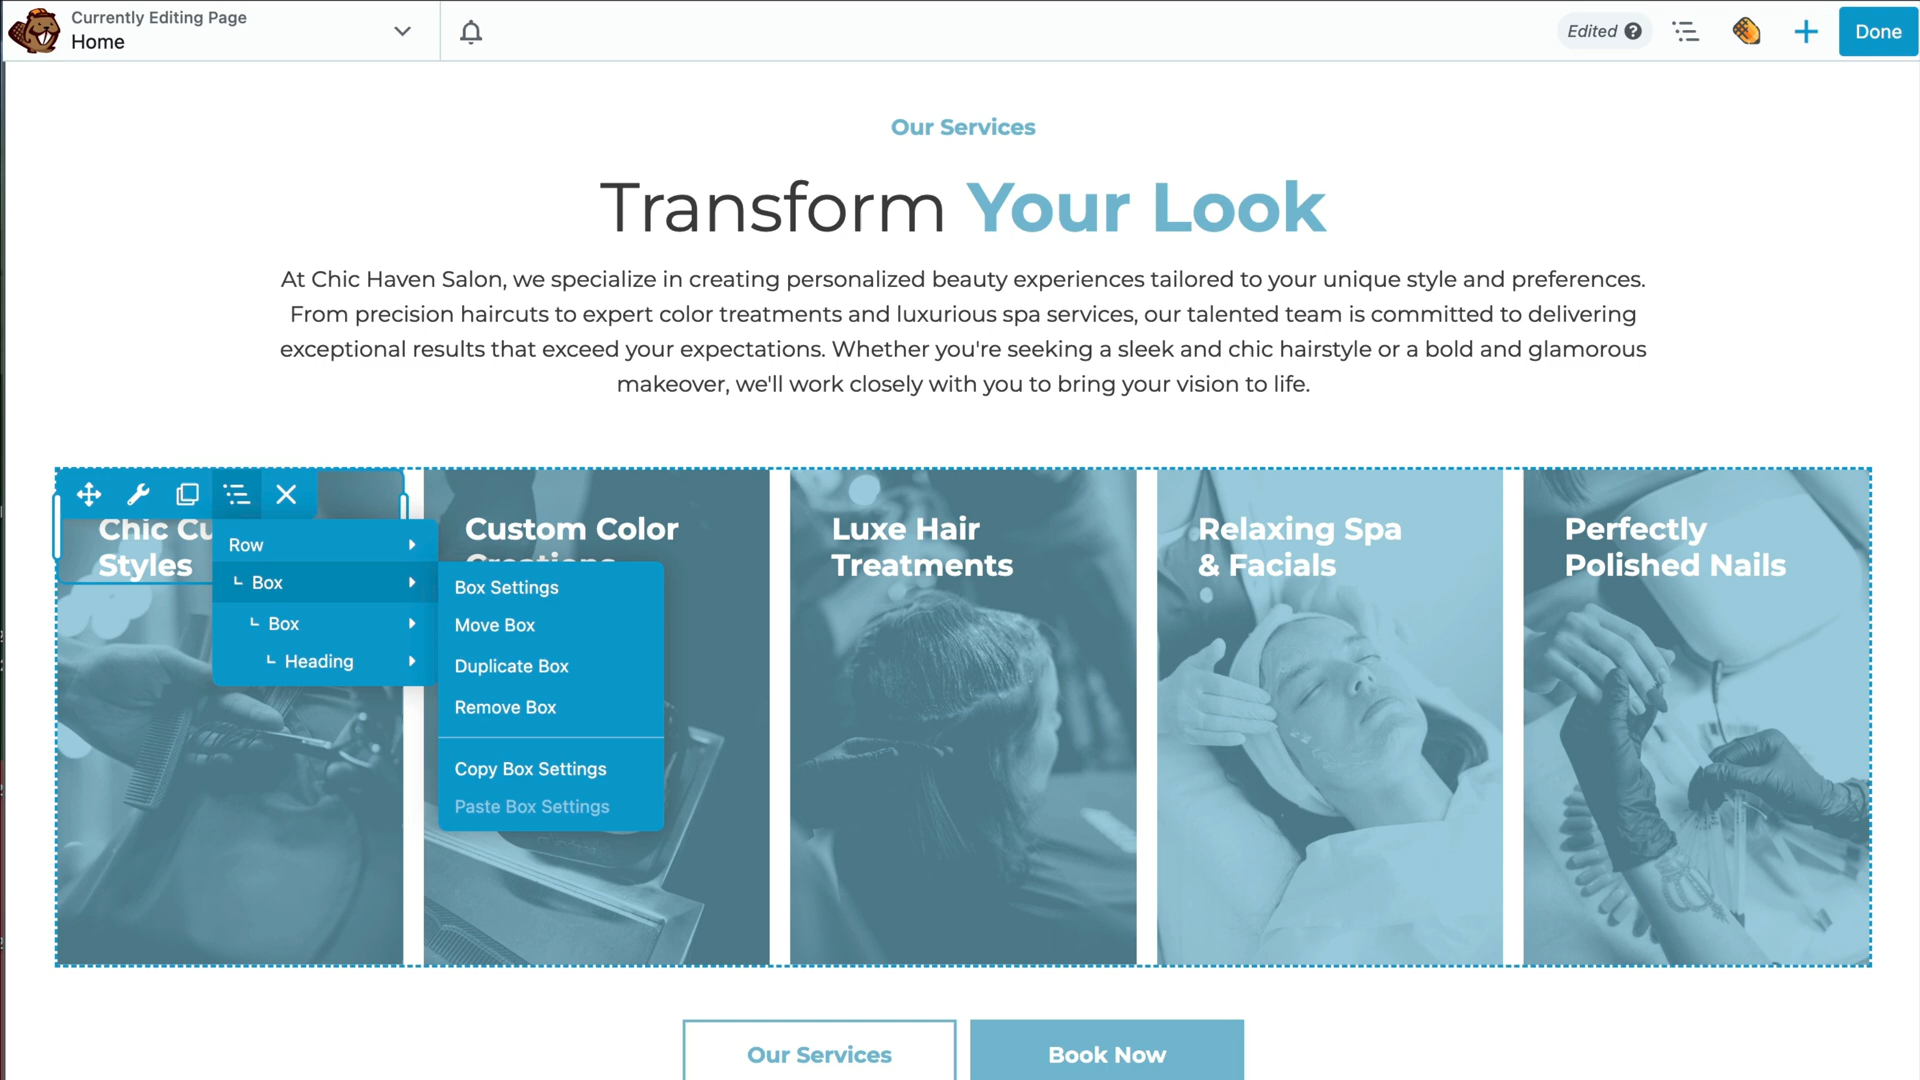 Currently Editing Page
Home
Edited ?
Done
Our Services
Transform Your Look
At Chic Haven Salon, we specialize in creating personalized beauty experiences tailored to your unique style and preferences.
From precision haircuts to expert color treatments and luxurious spa services, our talented team is committed to delivering
exceptional results that exceed your expectations. Whether you're seeking a sleek and chic hairstyle or a bold and glamorous
makeover, we'll work closely with you to bring your vision to life.
Chic Cu
Styles
Row
Box
Box
Heading
Box Settings
Move Box
Duplicate Box
Remove Box
Copy Box Settings
Paste Box Settings
Custom Color
Creations
Luxe Hair
Treatments
Relaxing Spa
& Facials
Perfectly
Polished Nails
Our Services
Book Now